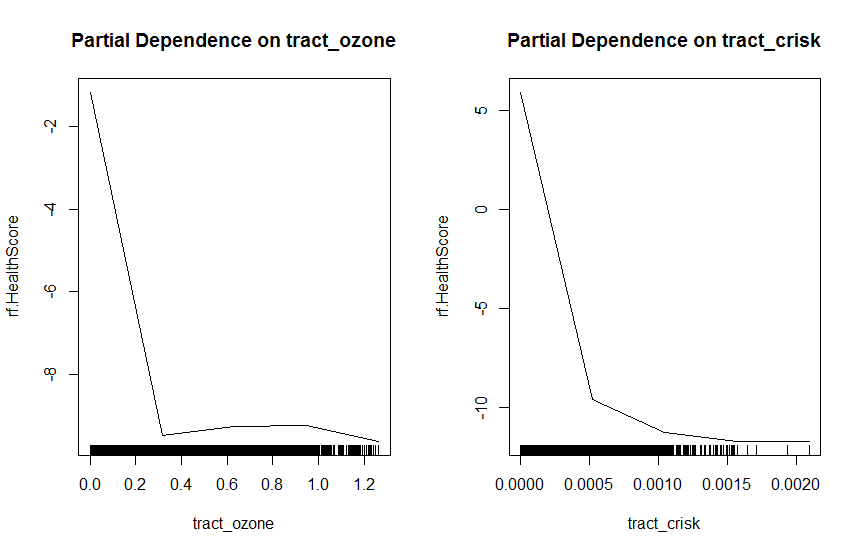 Partial Dependence on tract_ozone
-2
-4
-6
-8
rf.HealthScore
0.0 0.2 0.4 0.6 0.8 1.0 1.2
tract_ozone
Partial Dependence on tract_crisk
5
0
-5
-10
rf.HealthScore
0.0000 0.0005 0.0010 0.0015 0.0020
tract_crisk